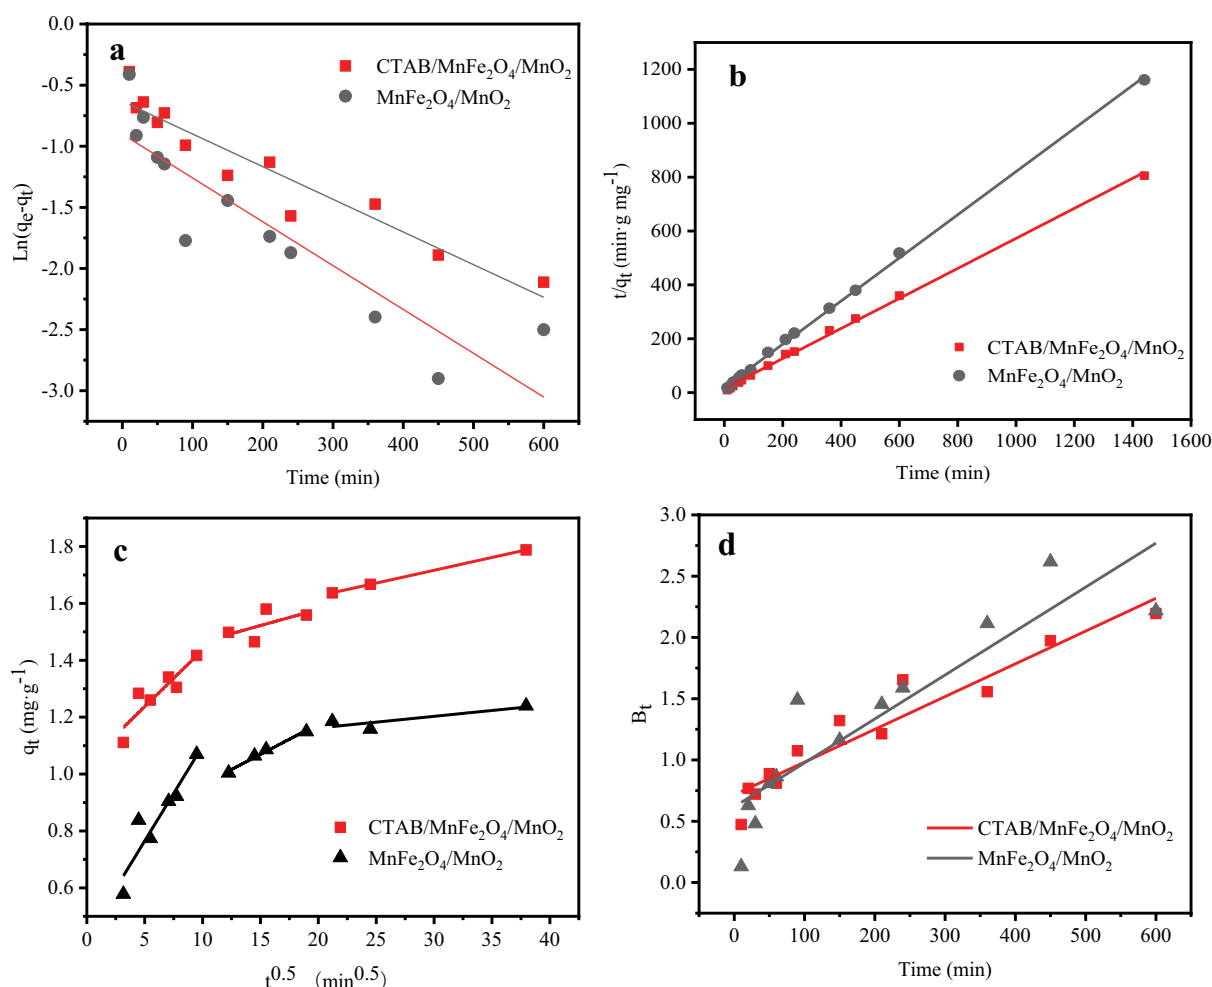 a
0.0
-0.5
-1.0
-1.5
-2.0
-2.5
-3.0
Ln(qe-qt)
CTAB/MnFe2O4/MnO2
MnFe2O4/MnO2
0 100 200 300 400 500 600
Time (min)
b
1200
1000
800
600
400
200
0
t/qt (min· g mg-1)
CTAB/MnFe2O4/MnO2
MnFe2O4/MnO2
0 200 400 600 800 1000 1200 1400 1600
Time (min)
c
1.8
1.6
1.4
1.2
1.0
0.8
0.6
qt (mg·g-1)
CTAB/MnFe2O4/MnO2
MnFe2O4/MnO2
0 5 10 15 20 25 30 35 40
t0.5 （min0.5）
d
3.0
2.5
2.0
1.5
1.0
0.5
0.0
Bt
CTAB/MnFe2O4/MnO2
MnFe2O4/MnO2
0 100 200 300 400 500 600
Time (min)